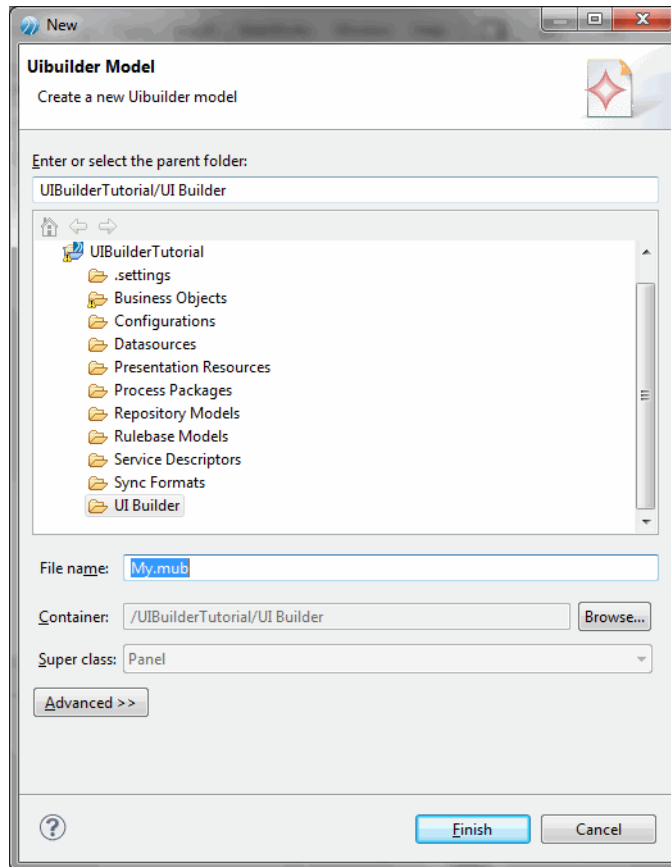 New
Uibuilder Model
Create a new Uibuilder model
Enter or select the parent folder:
UIBuilderTutorial/UI Builder
UIBuilderTutorial
.settings
Business Objects
Configurations
Datasources
Presentation Resources
Process Packages
Repository Models
Rulebase Models
Service Descriptors
Sync Formats
UI Builder
File name: My.mub
Container: /UIBuilderTutorial/UI Builder Browse...
Super class: Panel
Advanced >>
? Finish Cancel